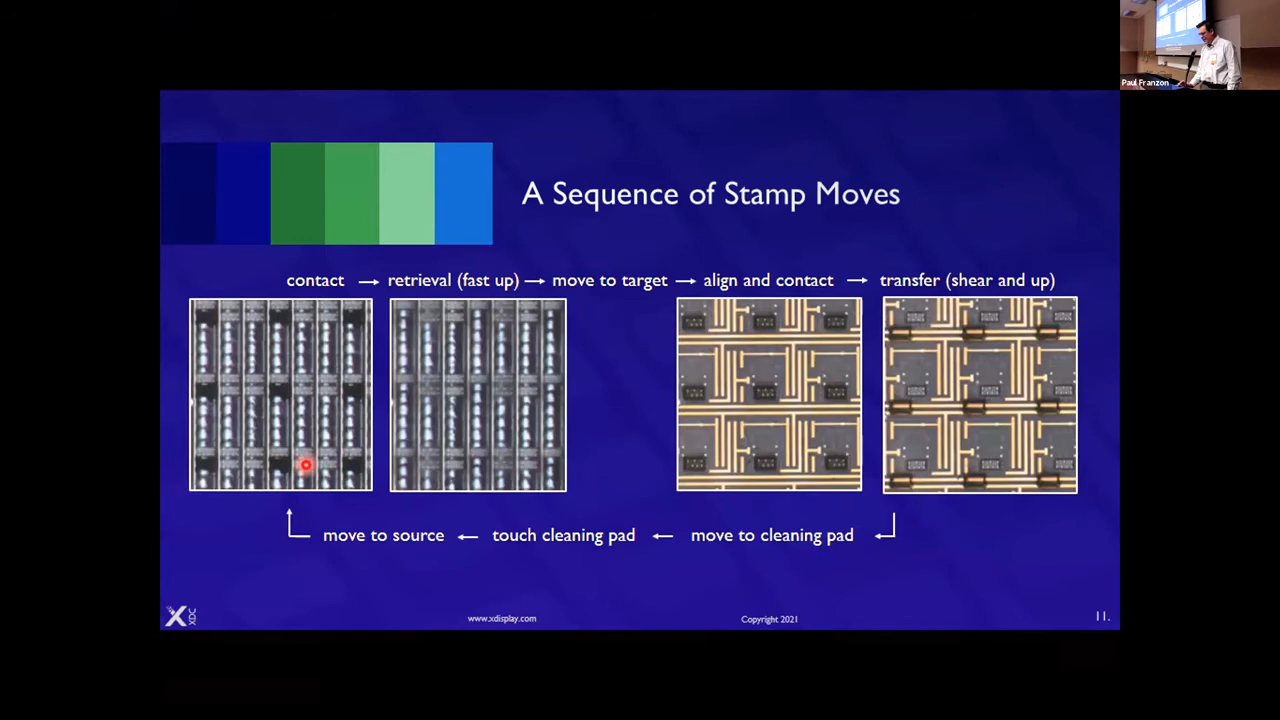 Paul Franzon
A Sequence of Stamp Moves
contact → retrieval (fast up) → move to target → align and contact → transfer (shear and up)
move to source ← touch cleaning pad ← move to cleaning pad
X XDC
www.xdisplay.com
Copyright 2021
11.